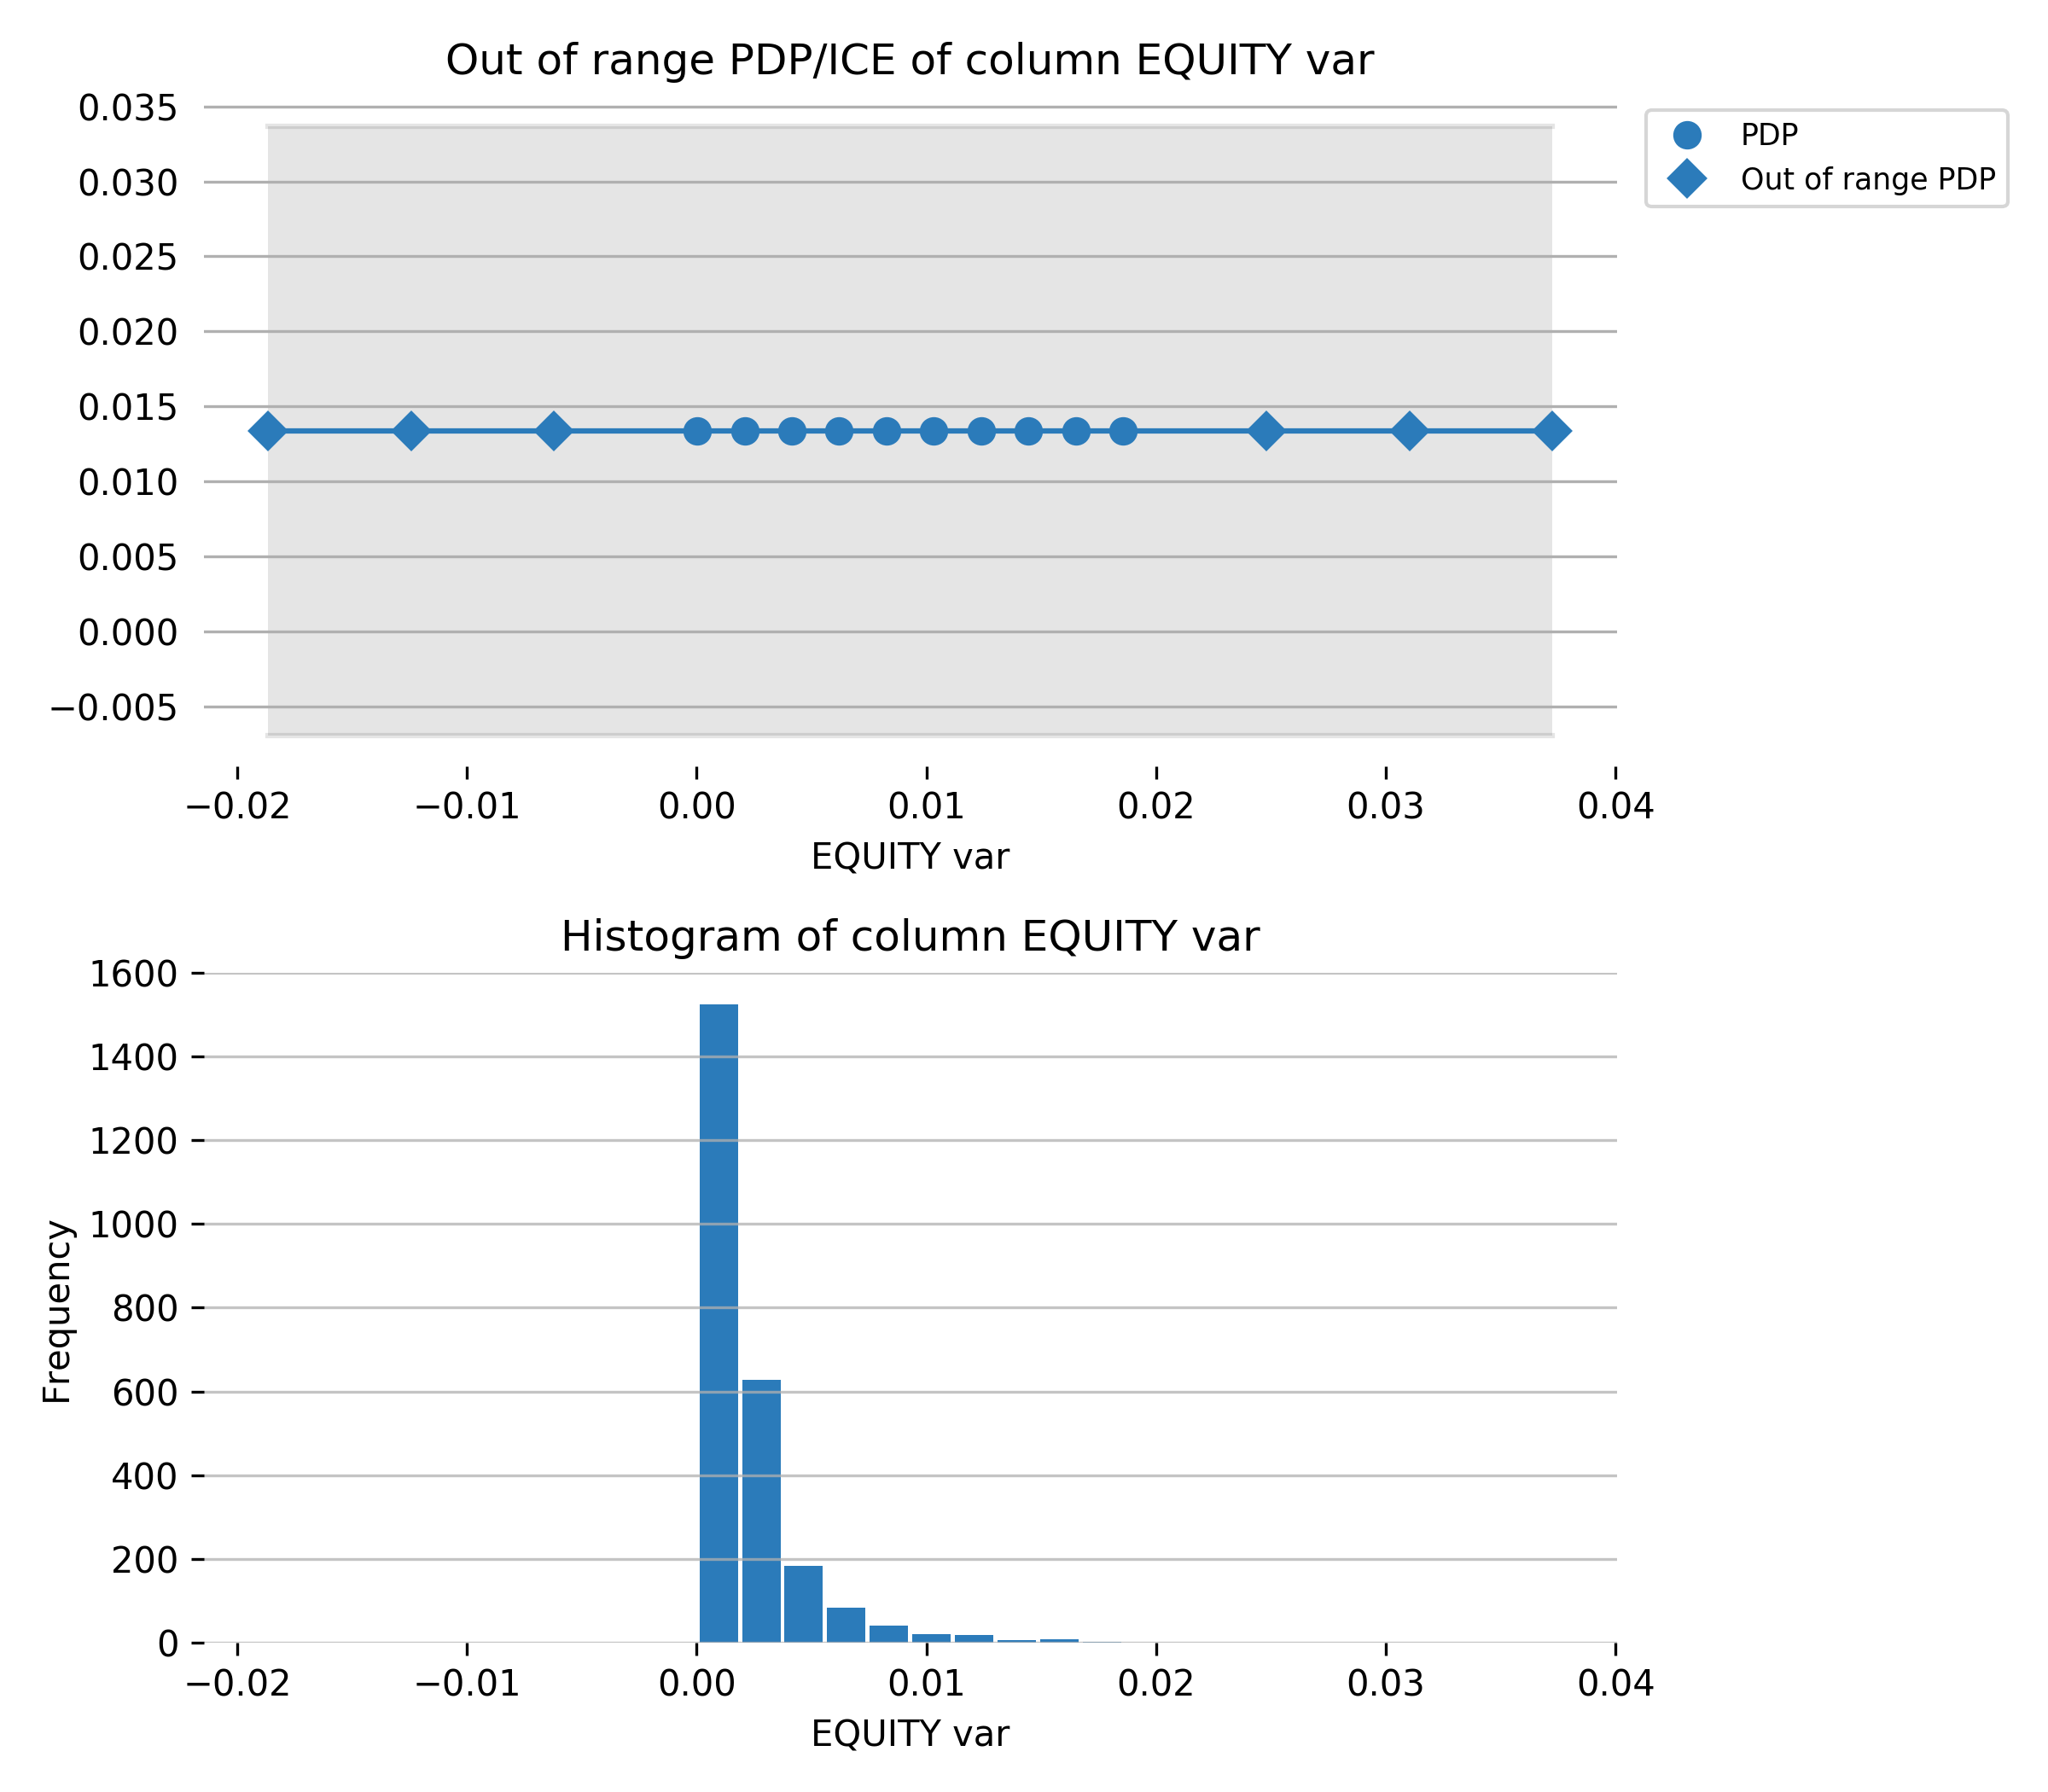 Out of range PDP/ICE of column EQUITY var
0.035
0.030
0.025
0.020
0.015
0.010
0.005
0.000
−0.005
PDP
Out of range PDP
−0.02 −0.01 0.00 0.01 0.02 0.03 0.04
EQUITY var
Histogram of column EQUITY var
1600
1400
1200
1000
800
600
400
200
0
Frequency
−0.02 −0.01 0.00 0.01 0.02 0.03 0.04
EQUITY var